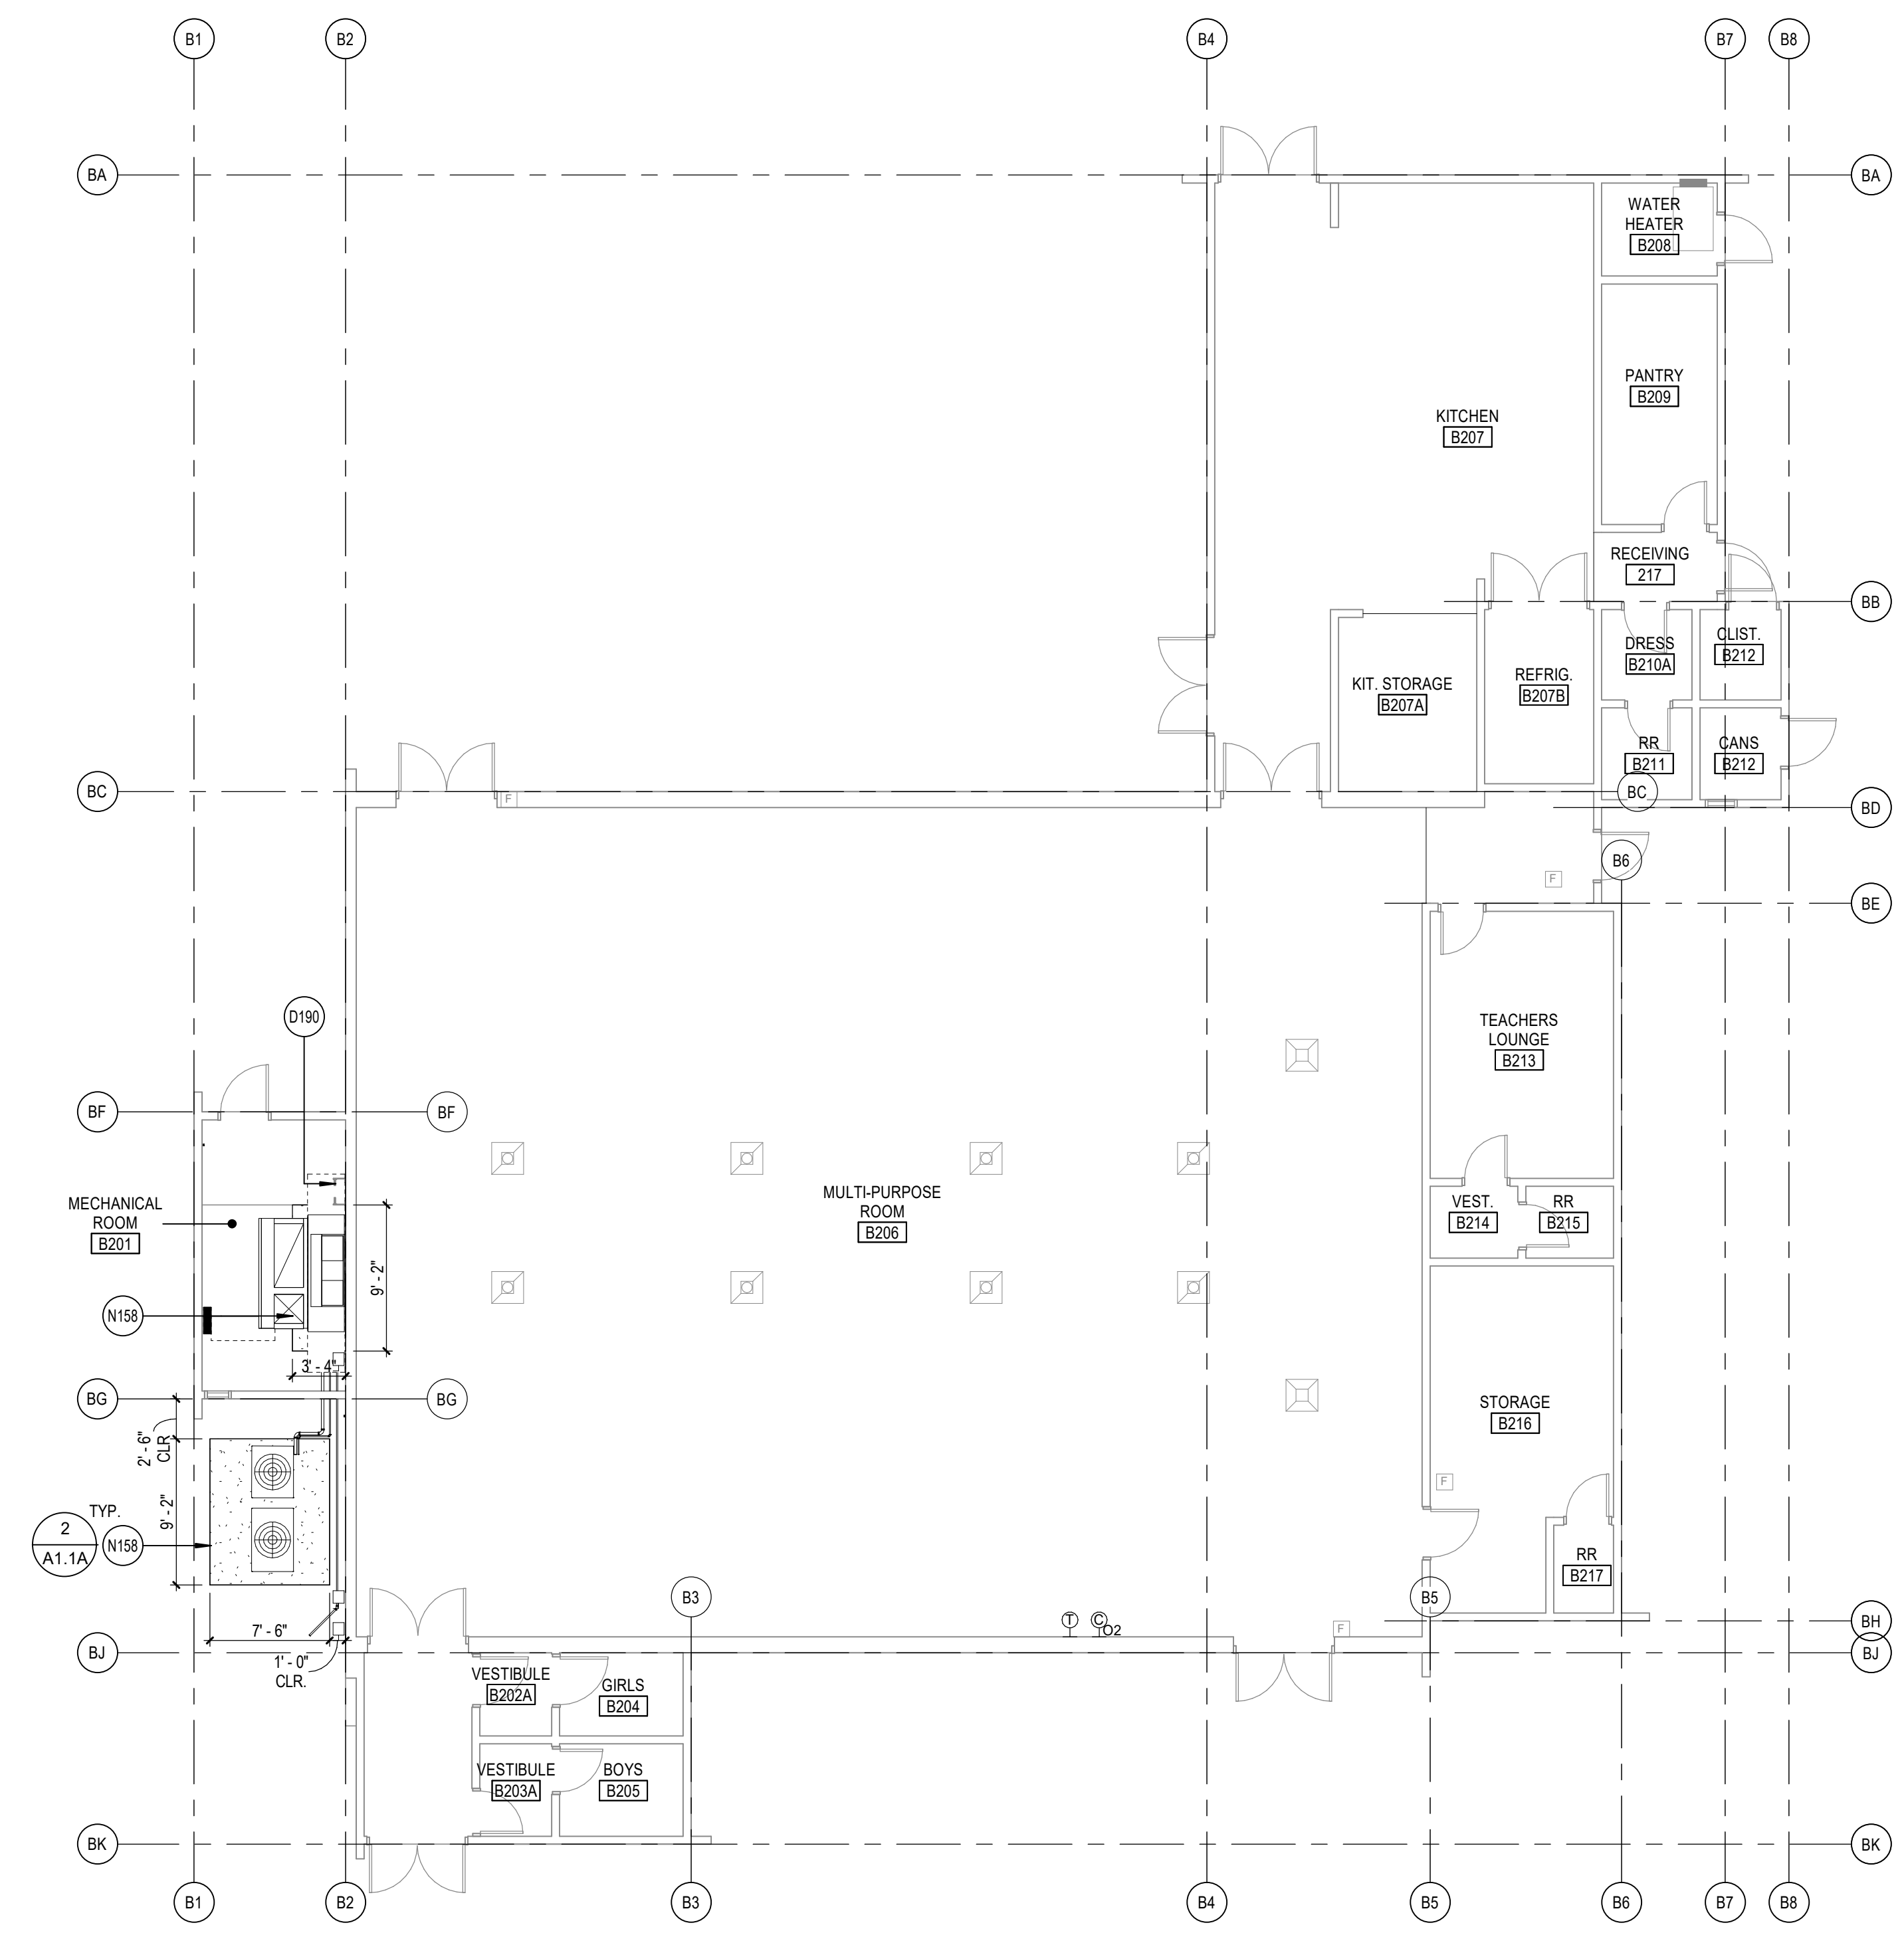 B1
B2
B4
B7
B8
BA
BA
WATER
HEATER
B208
PANTRY
B209
KITCHEN
B207
RECEIVING
217
BB
DRESS
B210A
CLIST.
B212
KIT. STORAGE
B207A
REFRIG.
B207B
RR
B211
CANS
B212
BC
F
BC
BD
B6
F
BE
D190
TEACHERS
LOUNGE
B213
BF
BF
MECHANICAL
ROOM
B201
MULTI-PURPOSE
ROOM
B206
VEST.
B214
RR
B215
9' - 2"
N158
3' - 4"
BG
BG
2' - 6"
CLR
STORAGE
B216
F
9' - 2"
TYP.
2
A1.1A
N158
RR
B217
B3
B5
7' - 6"
1' - 0"
CLR.
T
C
O2
F
BH
BJ
BJ
VESTIBULE
B202A
GIRLS
B204
VESTIBULE
B203A
BOYS
B205
BK
BK
B1
B2
B3
B4
B5
B6
B7
B8